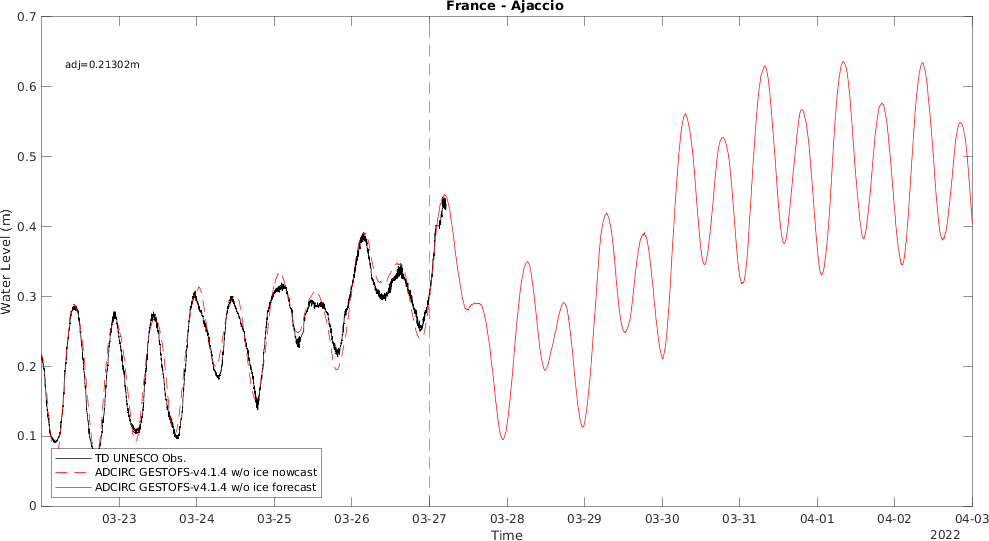 France - Ajaccio
adj=0.21302m
Water Level (m)
0.7
0.6
0.5
0.4
0.3
0.2
0.1
0
TD UNESCO Obs.
ADCIRC GESTOFS-v4.1.4 w/o ice nowcast
ADCIRC GESTOFS-v4.1.4 w/o ice forecast
03-23 03-24 03-25 03-26 03-27 03-28 03-29 03-30 03-31 04-01 04-02 04-03
Time
2022